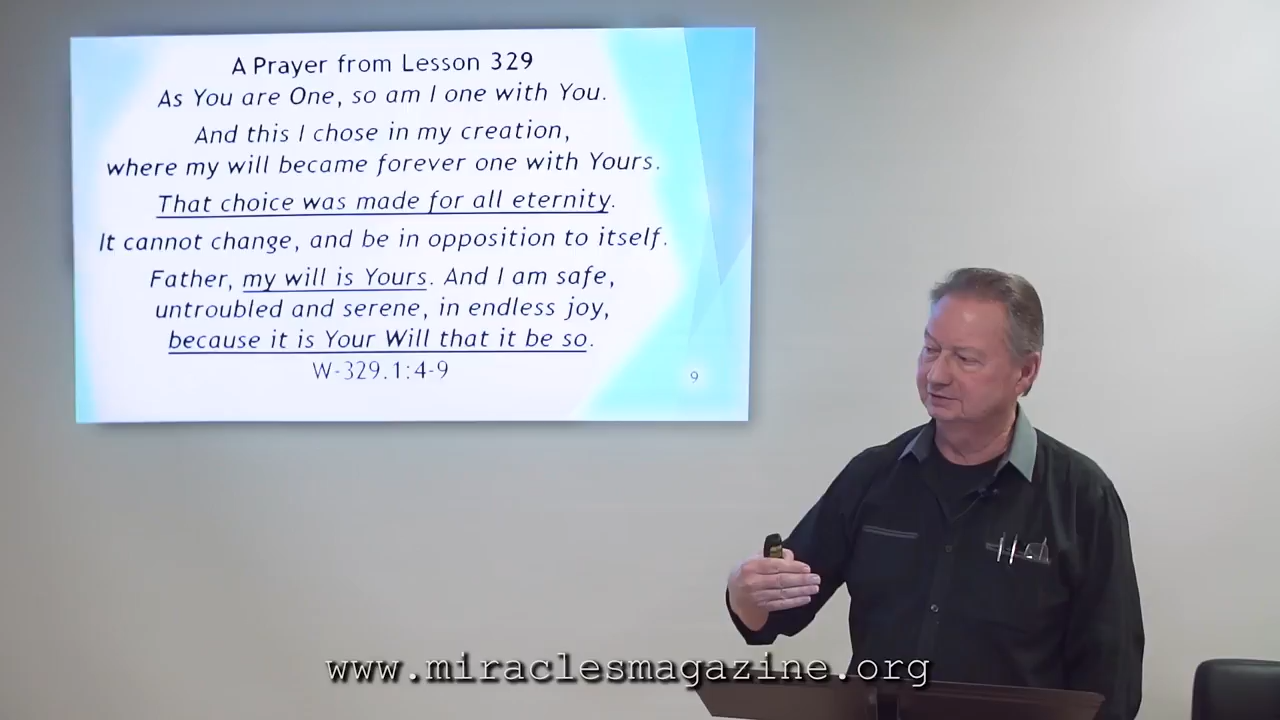 A Prayer from Lesson 329
As You are One, so am I one with You.
And this I chose in my creation,
where my will became forever one with Yours.
That choice was made for all eternity.
It cannot change, and be in opposition to itself.
Father, my will is Yours. And I am safe,
untroubled and serene, in endless joy,
because it is Your Will that it be so.
W-329.1:4-9
9
www.miraclesmagazine.org